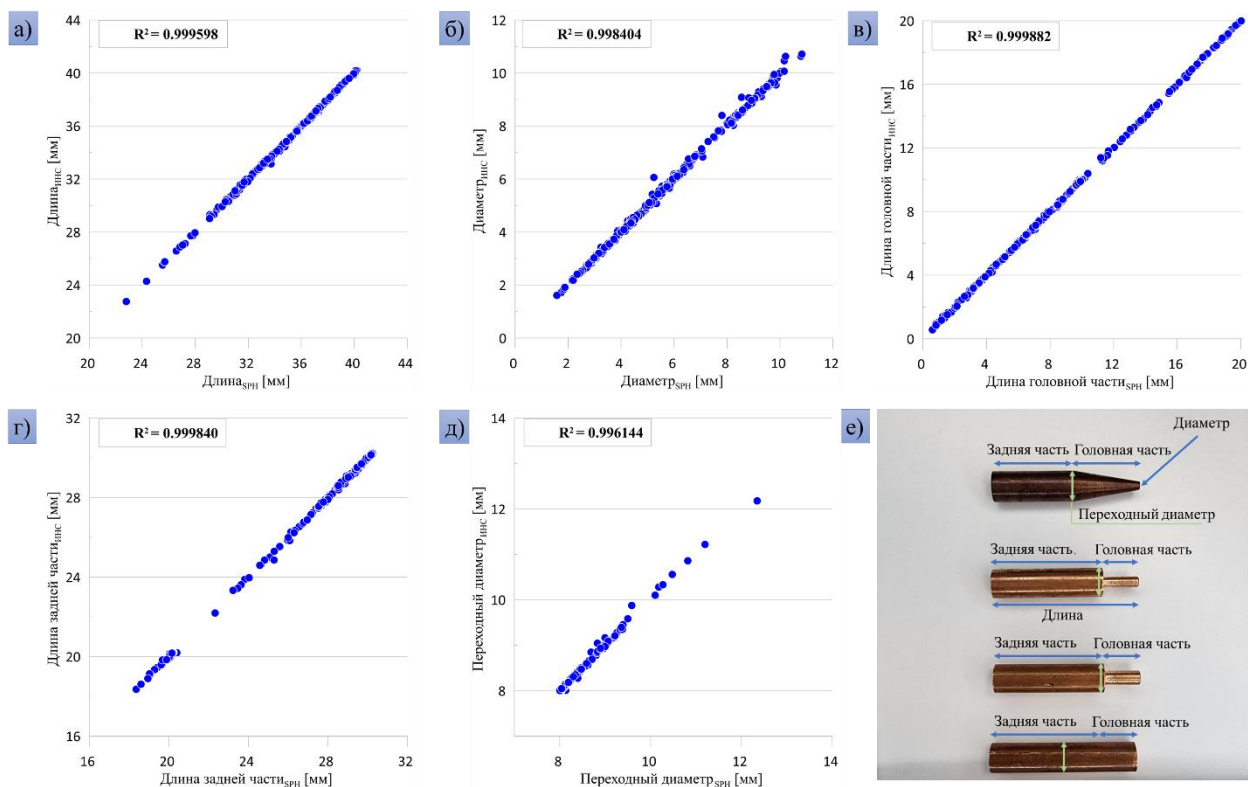 а)
R² = 0.999598
44
40
36
32
28
24
20
20 24 28 32 36 40 44
Длина_ИНС [мм]
Длина_SPH [мм]
б)
R² = 0.998404
12
10
8
6
4
2
0
0 2 4 6 8 10 12
Диаметр_ИНС [мм]
Диаметр_SPH [мм]
в)
R² = 0.999882
20
16
12
8
4
0
0 4 8 12 16 20
Длина головной части_ИНС [мм]
Длина головной части_SPH [мм]
г)
R² = 0.999840
32
28
24
20
16
16 20 24 28 32
Длина задней части_ИНС [мм]
Длина задней части_SPH [мм]
д)
R² = 0.996144
14
12
10
8
6
8 10 12 14
Переходный диаметр_ИНС [мм]
Переходный диаметр_SPH [мм]
е)
Диаметр
Задняя часть Головная часть
Переходный диаметр
Задняя часть. Головная часть
Длина
Задняя часть Головная часть
Задняя часть Головная часть